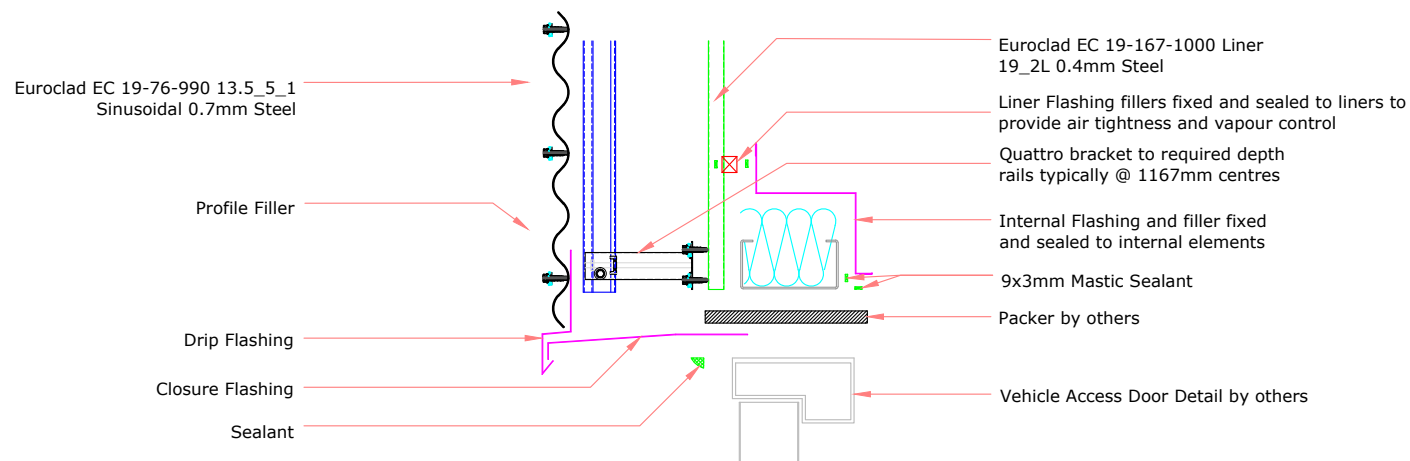 Euroclad EC 19-76-990 13.5_5_1
Sinusoidal 0.7mm Steel
Profile Filler
Drip Flashing
Closure Flashing
Sealant
Euroclad EC 19-167-1000 Liner
19_2L 0.4mm Steel
Liner Flashing fillers fixed and sealed to liners to
provide air tightness and vapour control
Quattro bracket to required depth
rails typically @ 1167mm centres
Internal Flashing and filler fixed
and sealed to internal elements
9x3mm Mastic Sealant
Packer by others
Vehicle Access Door Detail by others